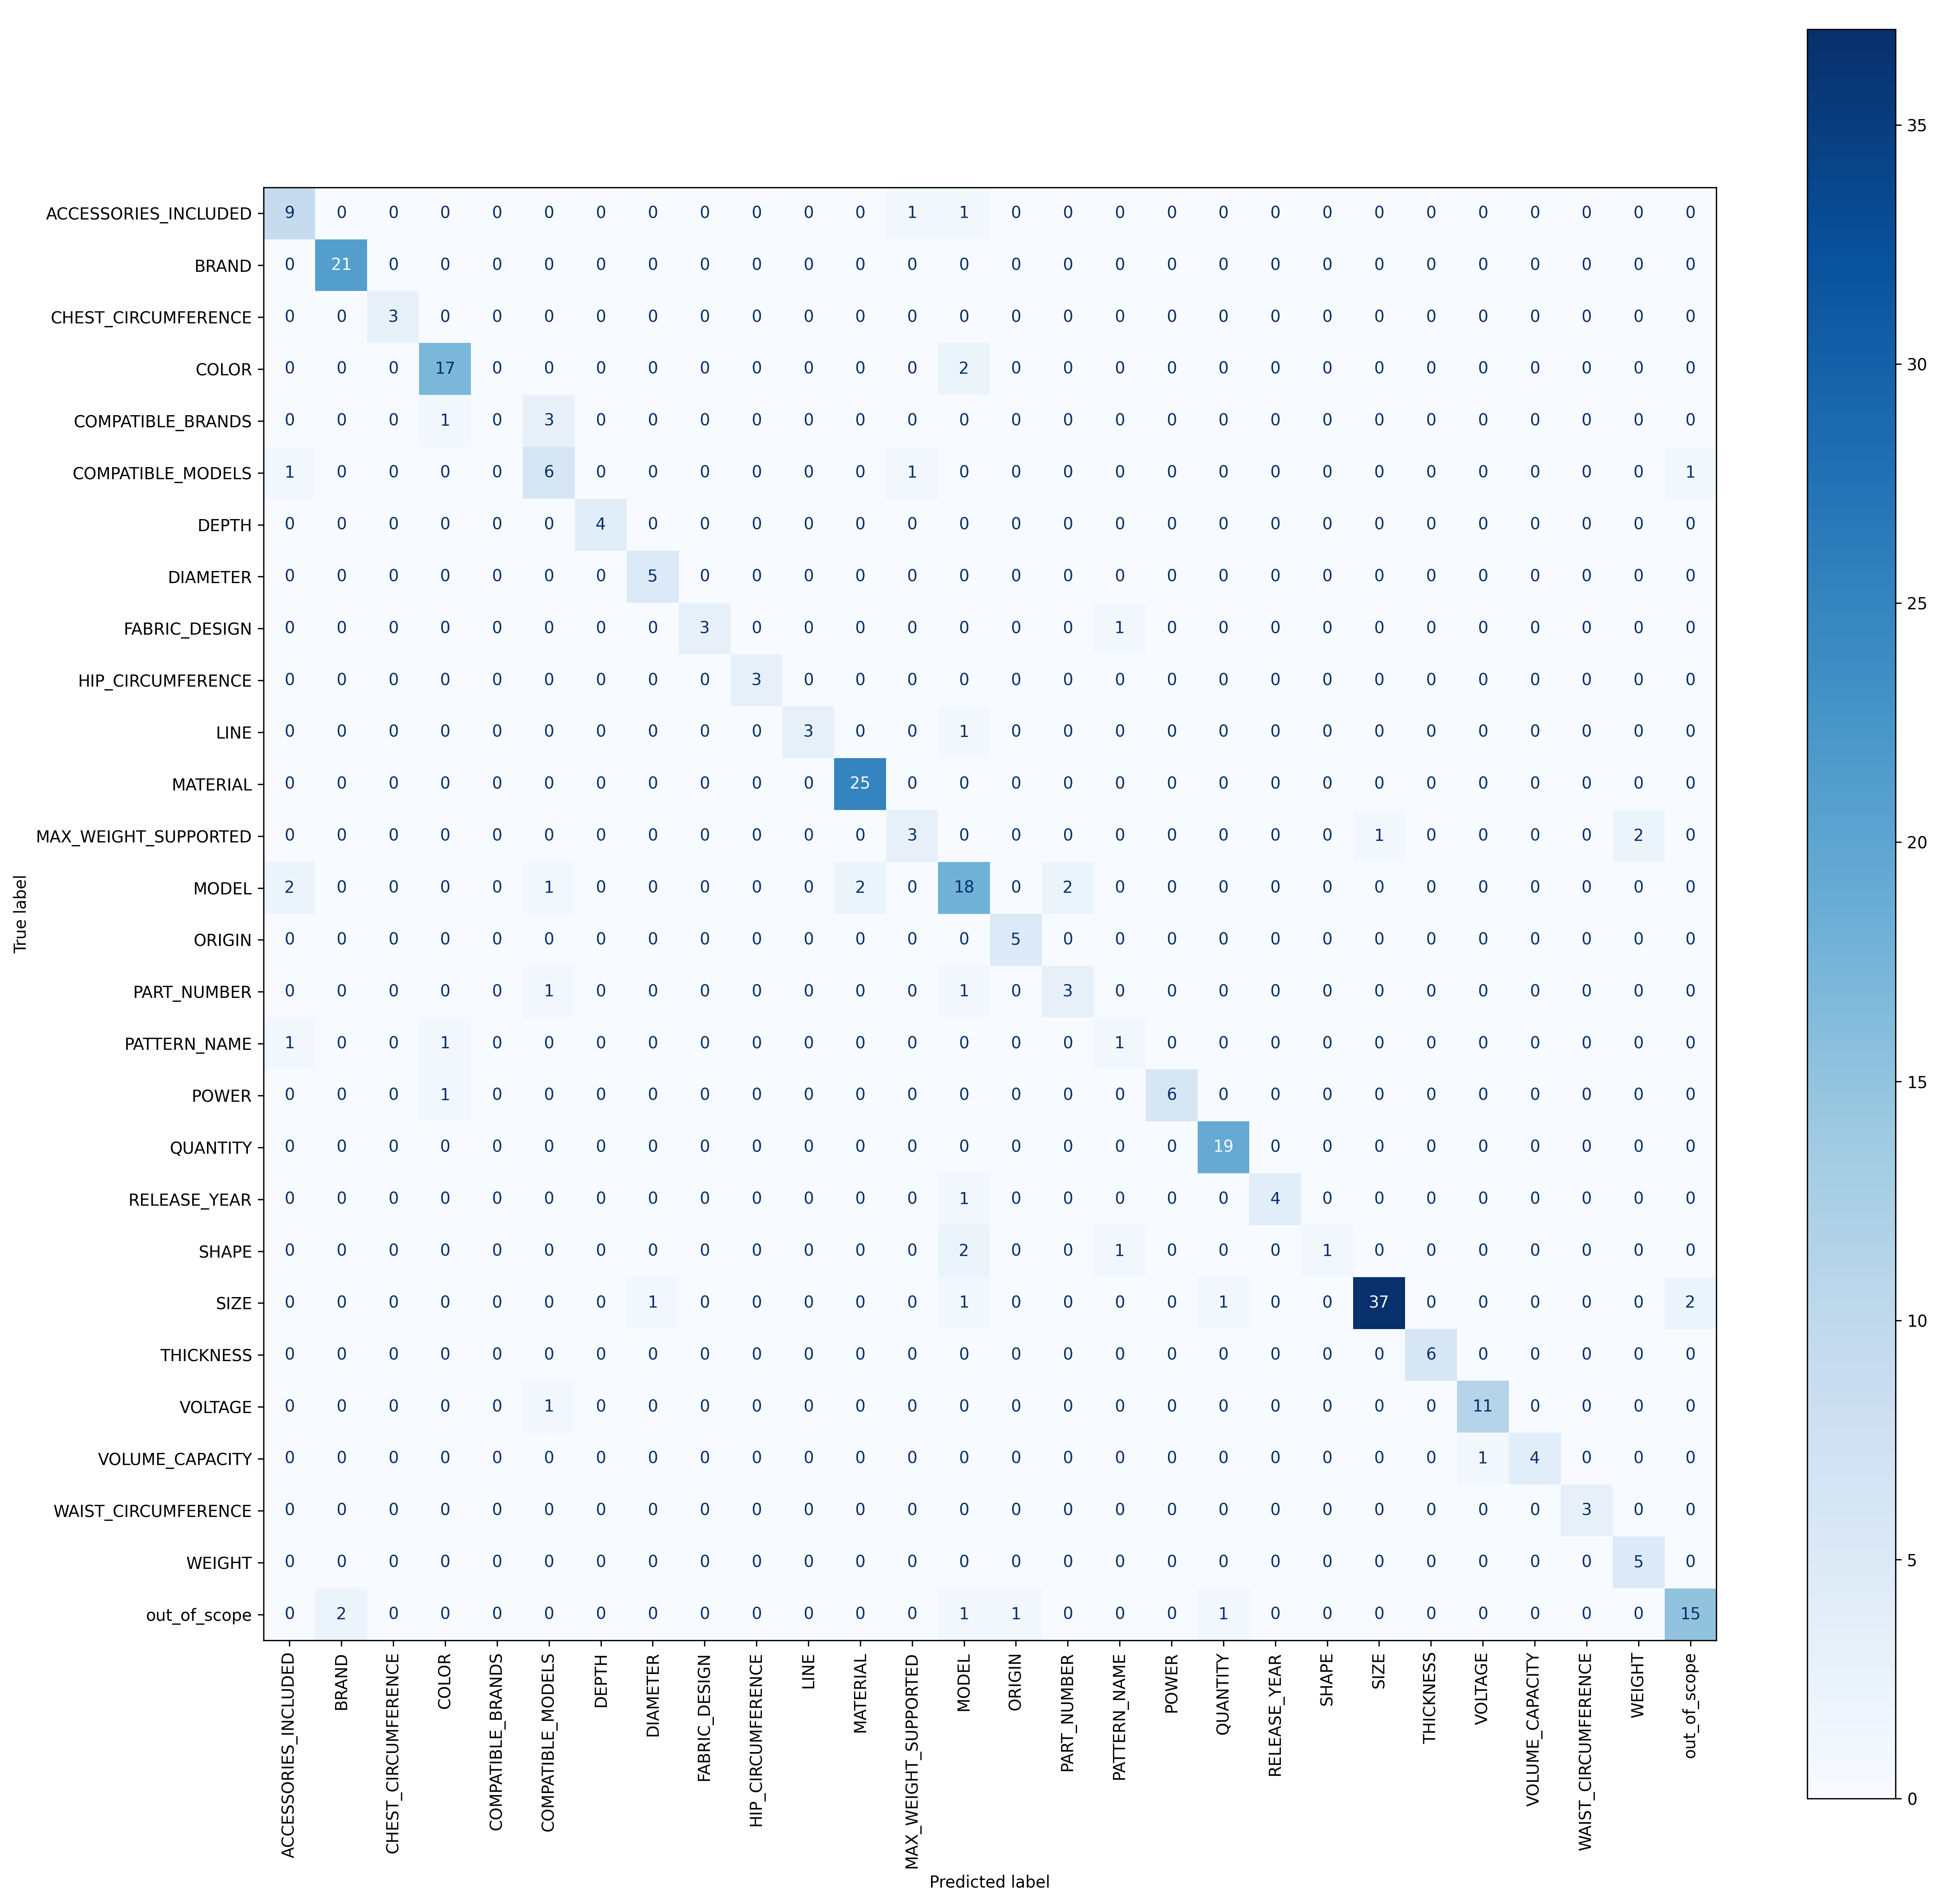 35
ACCESSORIES_INCLUDED 9 0 0 0 0 0 0 0 0 0 0 0 1 1 0 0 0 0 0 0 0 0 0 0 0 0 0 0
BRAND 0 21 0 0 0 0 0 0 0 0 0 0 0 0 0 0 0 0 0 0 0 0 0 0 0 0 0 0
CHEST_CIRCUMFERENCE 0 0 3 0 0 0 0 0 0 0 0 0 0 0 0 0 0 0 0 0 0 0 0 0 0 0 0 0
30
COLOR 0 0 0 17 0 0 0 0 0 0 0 0 0 2 0 0 0 0 0 0 0 0 0 0 0 0 0 0
COMPATIBLE_BRANDS 0 0 0 1 0 3 0 0 0 0 0 0 0 0 0 0 0 0 0 0 0 0 0 0 0 0 0 0
COMPATIBLE_MODELS 1 0 0 0 0 6 0 0 0 0 0 0 1 0 0 0 0 0 0 0 0 0 0 0 0 0 0 1
DEPTH 0 0 0 0 0 0 4 0 0 0 0 0 0 0 0 0 0 0 0 0 0 0 0 0 0 0 0 0
DIAMETER 0 0 0 0 0 0 0 5 0 0 0 0 0 0 0 0 0 0 0 0 0 0 0 0 0 0 0 0
25
FABRIC_DESIGN 0 0 0 0 0 0 0 0 3 0 0 0 0 0 0 0 1 0 0 0 0 0 0 0 0 0 0 0
HIP_CIRCUMFERENCE 0 0 0 0 0 0 0 0 0 3 0 0 0 0 0 0 0 0 0 0 0 0 0 0 0 0 0 0
LINE 0 0 0 0 0 0 0 0 0 0 3 0 0 1 0 0 0 0 0 0 0 0 0 0 0 0 0 0
MATERIAL 0 0 0 0 0 0 0 0 0 0 0 25 0 0 0 0 0 0 0 0 0 0 0 0 0 0 0 0
MAX_WEIGHT_SUPPORTED 0 0 0 0 0 0 0 0 0 0 0 0 3 0 0 0 0 0 0 0 0 1 0 0 0 0 2 0
20
MODEL 2 0 0 0 0 1 0 0 0 0 0 2 0 18 0 2 0 0 0 0 0 0 0 0 0 0 0 0
True label
ORIGIN 0 0 0 0 0 0 0 0 0 0 0 0 0 0 5 0 0 0 0 0 0 0 0 0 0 0 0 0
PART_NUMBER 0 0 0 0 0 1 0 0 0 0 0 0 0 1 0 3 0 0 0 0 0 0 0 0 0 0 0 0
PATTERN_NAME 1 0 0 1 0 0 0 0 0 0 0 0 0 0 0 0 1 0 0 0 0 0 0 0 0 0 0 0
15
POWER 0 0 0 1 0 0 0 0 0 0 0 0 0 0 0 0 0 6 0 0 0 0 0 0 0 0 0 0
QUANTITY 0 0 0 0 0 0 0 0 0 0 0 0 0 0 0 0 0 0 19 0 0 0 0 0 0 0 0 0
RELEASE_YEAR 0 0 0 0 0 0 0 0 0 0 0 0 0 1 0 0 0 0 0 4 0 0 0 0 0 0 0 0
SHAPE 0 0 0 0 0 0 0 0 0 0 0 0 0 2 0 0 1 0 0 0 1 0 0 0 0 0 0 0
SIZE 0 0 0 0 0 0 0 1 0 0 0 0 0 1 0 0 0 0 1 0 0 37 0 0 0 0 0 2
10
THICKNESS 0 0 0 0 0 0 0 0 0 0 0 0 0 0 0 0 0 0 0 0 0 0 6 0 0 0 0 0
VOLTAGE 0 0 0 0 0 1 0 0 0 0 0 0 0 0 0 0 0 0 0 0 0 0 0 11 0 0 0 0
VOLUME_CAPACITY 0 0 0 0 0 0 0 0 0 0 0 0 0 0 0 0 0 0 0 0 0 0 0 1 4 0 0 0
WAIST_CIRCUMFERENCE 0 0 0 0 0 0 0 0 0 0 0 0 0 0 0 0 0 0 0 0 0 0 0 0 0 3 0 0
5
WEIGHT 0 0 0 0 0 0 0 0 0 0 0 0 0 0 0 0 0 0 0 0 0 0 0 0 0 0 5 0
out_of_scope 0 2 0 0 0 0 0 0 0 0 0 0 0 1 1 0 0 0 1 0 0 0 0 0 0 0 0 15
0
ACCESSORIES_INCLUDED
BRAND
CHEST_CIRCUMFERENCE
COLOR
COMPATIBLE_BRANDS
COMPATIBLE_MODELS
DEPTH
DIAMETER
FABRIC_DESIGN
HIP_CIRCUMFERENCE
LINE
MATERIAL
MAX_WEIGHT_SUPPORTED
MODEL
ORIGIN
PART_NUMBER
PATTERN_NAME
POWER
QUANTITY
RELEASE_YEAR
SHAPE
SIZE
THICKNESS
VOLTAGE
VOLUME_CAPACITY
WAIST_CIRCUMFERENCE
WEIGHT
out_of_scope
Predicted label